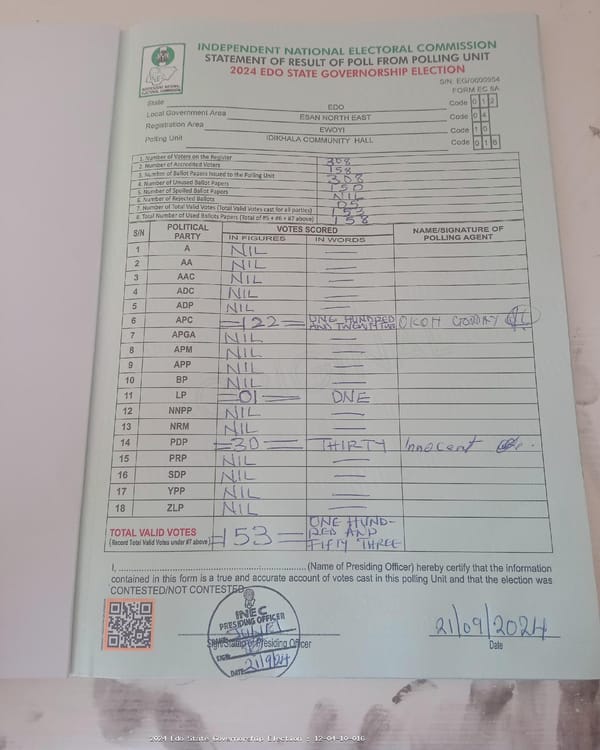 INDEPENDENT NATIONAL ELECTORAL COMMISSION
STATEMENT OF RESULT OF POLL FROM POLLING UNIT
2024 EDO STATE GOVERNORSHIP ELECTION
S/N: EG/0000954
FORM EC 8A
State EDO Code 0 1 2
Local Government Area ESAN NORTH EAST Code 0 4
Registration Area EWOYI Code 1 0
Polling Unit IDIKHALA COMMUNITY HALL Code 0 1 6
1. Number of Voters on the Register 308
2. Number of Accredited Voters 158
3. Number of Ballot Papers Issued to the Polling Unit 308
4. Number of Unused Ballot Papers 150
5. Number of Spoiled Ballot Papers NIL
6. Number of Rejected Ballots 05
7. Number of Total Valid Votes (Total Valid Votes cast for all parties) 153
8. Total Number of Used Ballots Papers (Total of #5 + #6 + #7 above) 158
S/N POLITICAL PARTY VOTES SCORED NAME/SIGNATURE OF POLLING AGENT
IN FIGURES IN WORDS
1 A NIL —
2 AA NIL —
3 AAC NIL —
4 ADC NIL —
5 ADP NIL —
6 APC =122= ONE HUNDRED AND TWENTY TWO OKOH GODDAY
7 APGA NIL —
8 APM NIL —
9 APP NIL —
10 BP NIL —
11 LP =01= ONE
12 NNPP NIL —
13 NRM NIL —
14 PDP =30= THIRTY Innocent
15 PRP NIL —
16 SDP NIL —
17 YPP NIL —
18 ZLP NIL —
TOTAL VALID VOTES =153= ONE HUND-
(Record Total Valid Votes under #7 above) RED AND
FIFTY THREE
I, (Name of Presiding Officer) hereby certify that the information
contained in this form is a true and accurate account of votes cast in this polling Unit and that the election was
CONTESTED/NOT CONTESTED.
INEC
PRESIDING OFFICER
SIGN:
DATE: 21/9/24
Sign/Stamp of Presiding Officer
21/09/2024
Date
2024 Edo State Governorship Election : 12-04-10-016